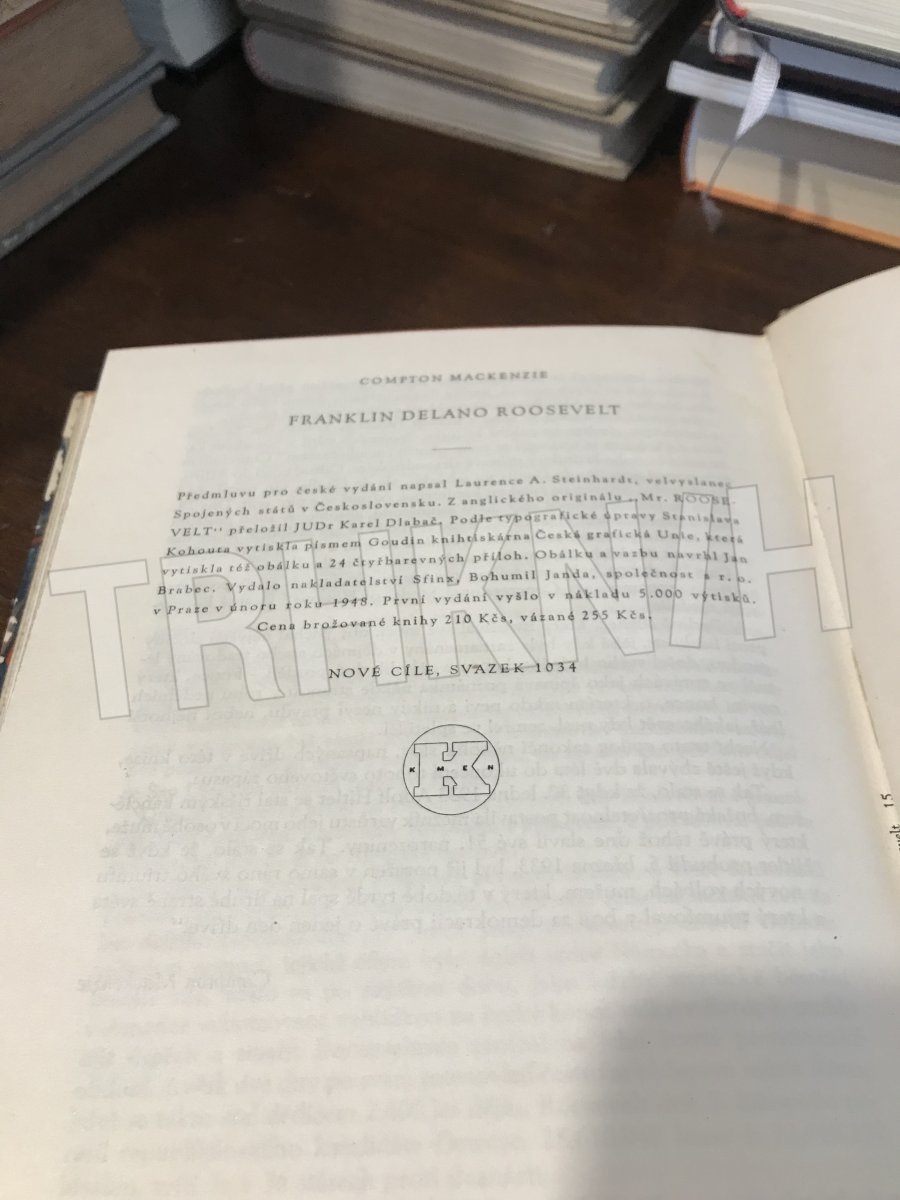 COMPTON MACKENZIE
FRANKLIN DELANO ROOSEVELT
Předmluvu pro české vydání napsal Laurence A. Steinhardt, velvyslanec
Spojených států v Československu. Z anglického originálu „Mr. ROOSE-
VELT“ přeložil JUDr Karel Dlabač. Podle typografické úpravy Stanislava
Kohouta vytiskla písmem Goudin knihtiskárna Česká grafická Unie, která
vytiskla též obálku a 24 čtyřbarevných příloh. Obálku a vazbu navrhl Jan
Brabec. Vydalo nakladatelství Sfinx, Bohumil Janda, společnost s r. o.
v Praze v únoru roku 1948. První vydání vyšlo v nákladu 5.000 výtisků.
Cena brožované knihy 210 Kčs, vázané 255 Kčs.
NOVÉ CÍLE, SVAZEK 1034
K M E N
K
15
TRHKNIH